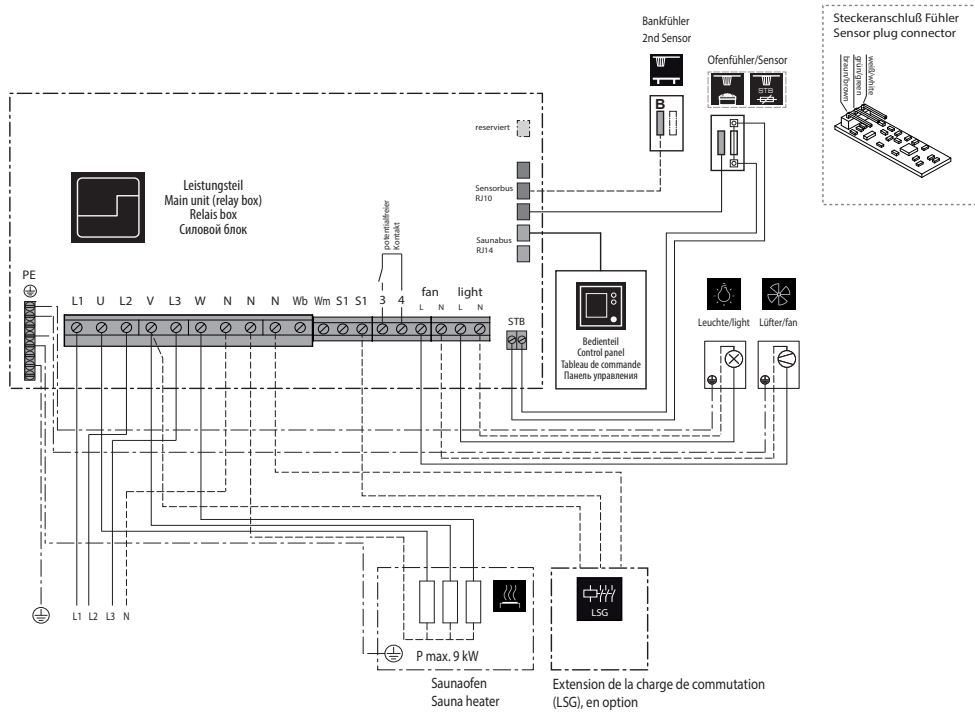 Steckeranschluß Fühler
Sensor plug connector
braun/brown
grün/green
weiß/white
Bankfühler
2nd Sensor
B
Ofenfühler/Sensor
STB
reserviert
Sensorbus
RJ10
Saunabus
RJ14
Leistungsteil
Main unit (relay box)
Relais box
Силовой блок
potentialfreier
Kontakt
PE
L1 U L2 V L3 W N N N Wb Wm S1 S1 3 4
fan
L N
light
L N
STB
Bedienteil
Control panel
Tableau de commande
Панель управления
Leuchte/light
Lüfter/fan
L1 L2 L3 N
P max. 9 kW
Saunaofen
Sauna heater
LSG
Extension de la charge de commutation
(LSG), en option